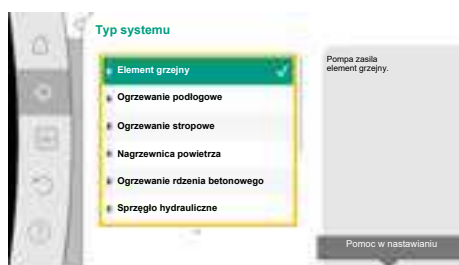 Typ systemu
Element grzejny
Ogrzewanie podłogowe
Ogrzewanie stropowe
Nagrzewnica powietrza
Ogrzewanie rdzenia betonowego
Sprzęgło hydrauliczne
Pompa zasila
element grzejny.
Pomoc w nastawianiu